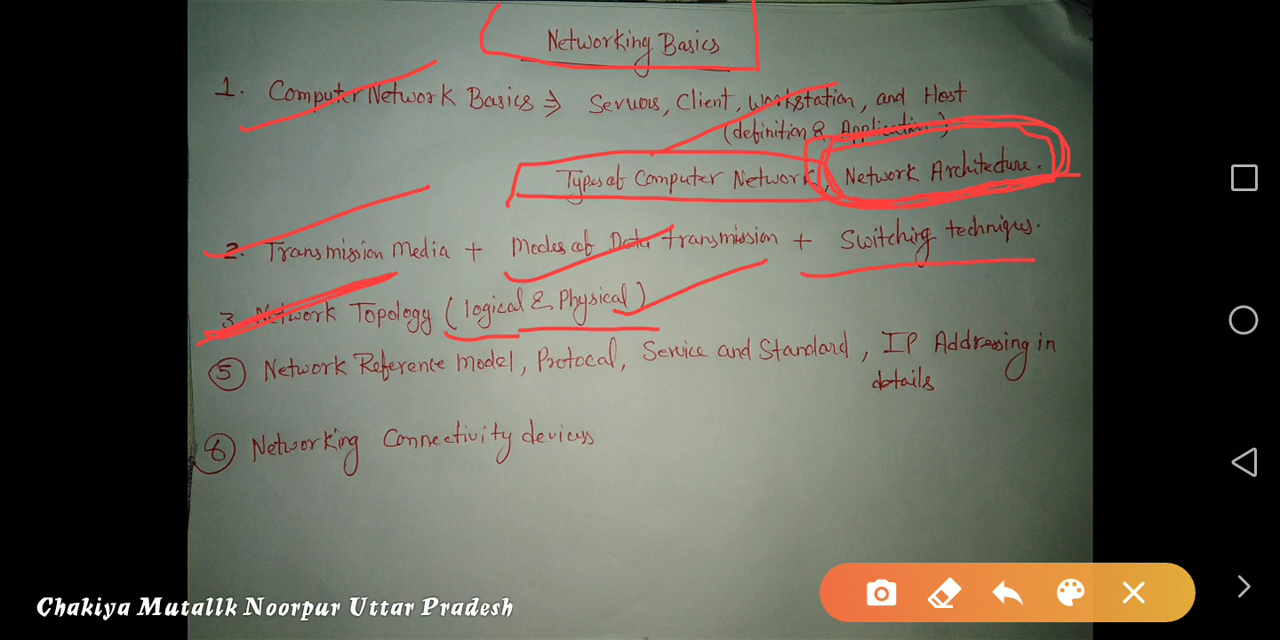 Networking Basics
1. Computer Network Basics ⇒ Servers, Client, Workstation, and Host
(definition & Application)
Types of Computer Network, Network Architecture.
2. Transmission Media + Modes of Data transmission + Switching techniques.
3 Network Topology (logical & Physical)
5 Network Reference model, Protocal, Service and Standard, IP Addressing in
details
6 Networking Connectivity devices
Chakiya Mutallk Noorpur Uttar Pradesh